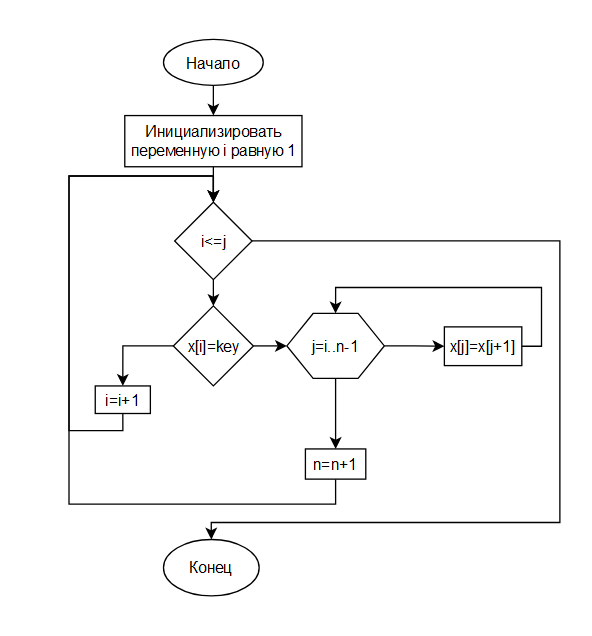 Начало
Инициализировать
переменную i равную 1
i<=j
x[i]=key
j=i..n-1
x[j]=x[j+1]
i=i+1
n=n+1
Конец